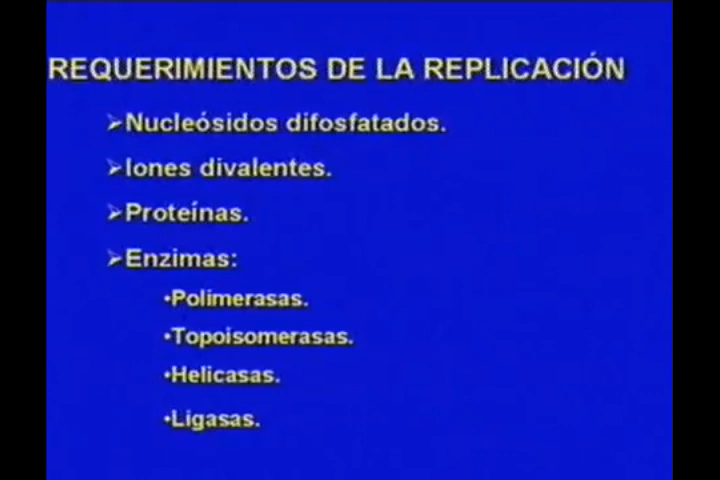 REQUERIMIENTOS DE LA REPLICACIÓN
➢Nucleósidos difosfatados.
➢Iones divalentes.
➢Proteínas.
➢Enzimas:
•Polimerasas.
•Topoisomerasas.
•Helicasas.
•Ligasas.